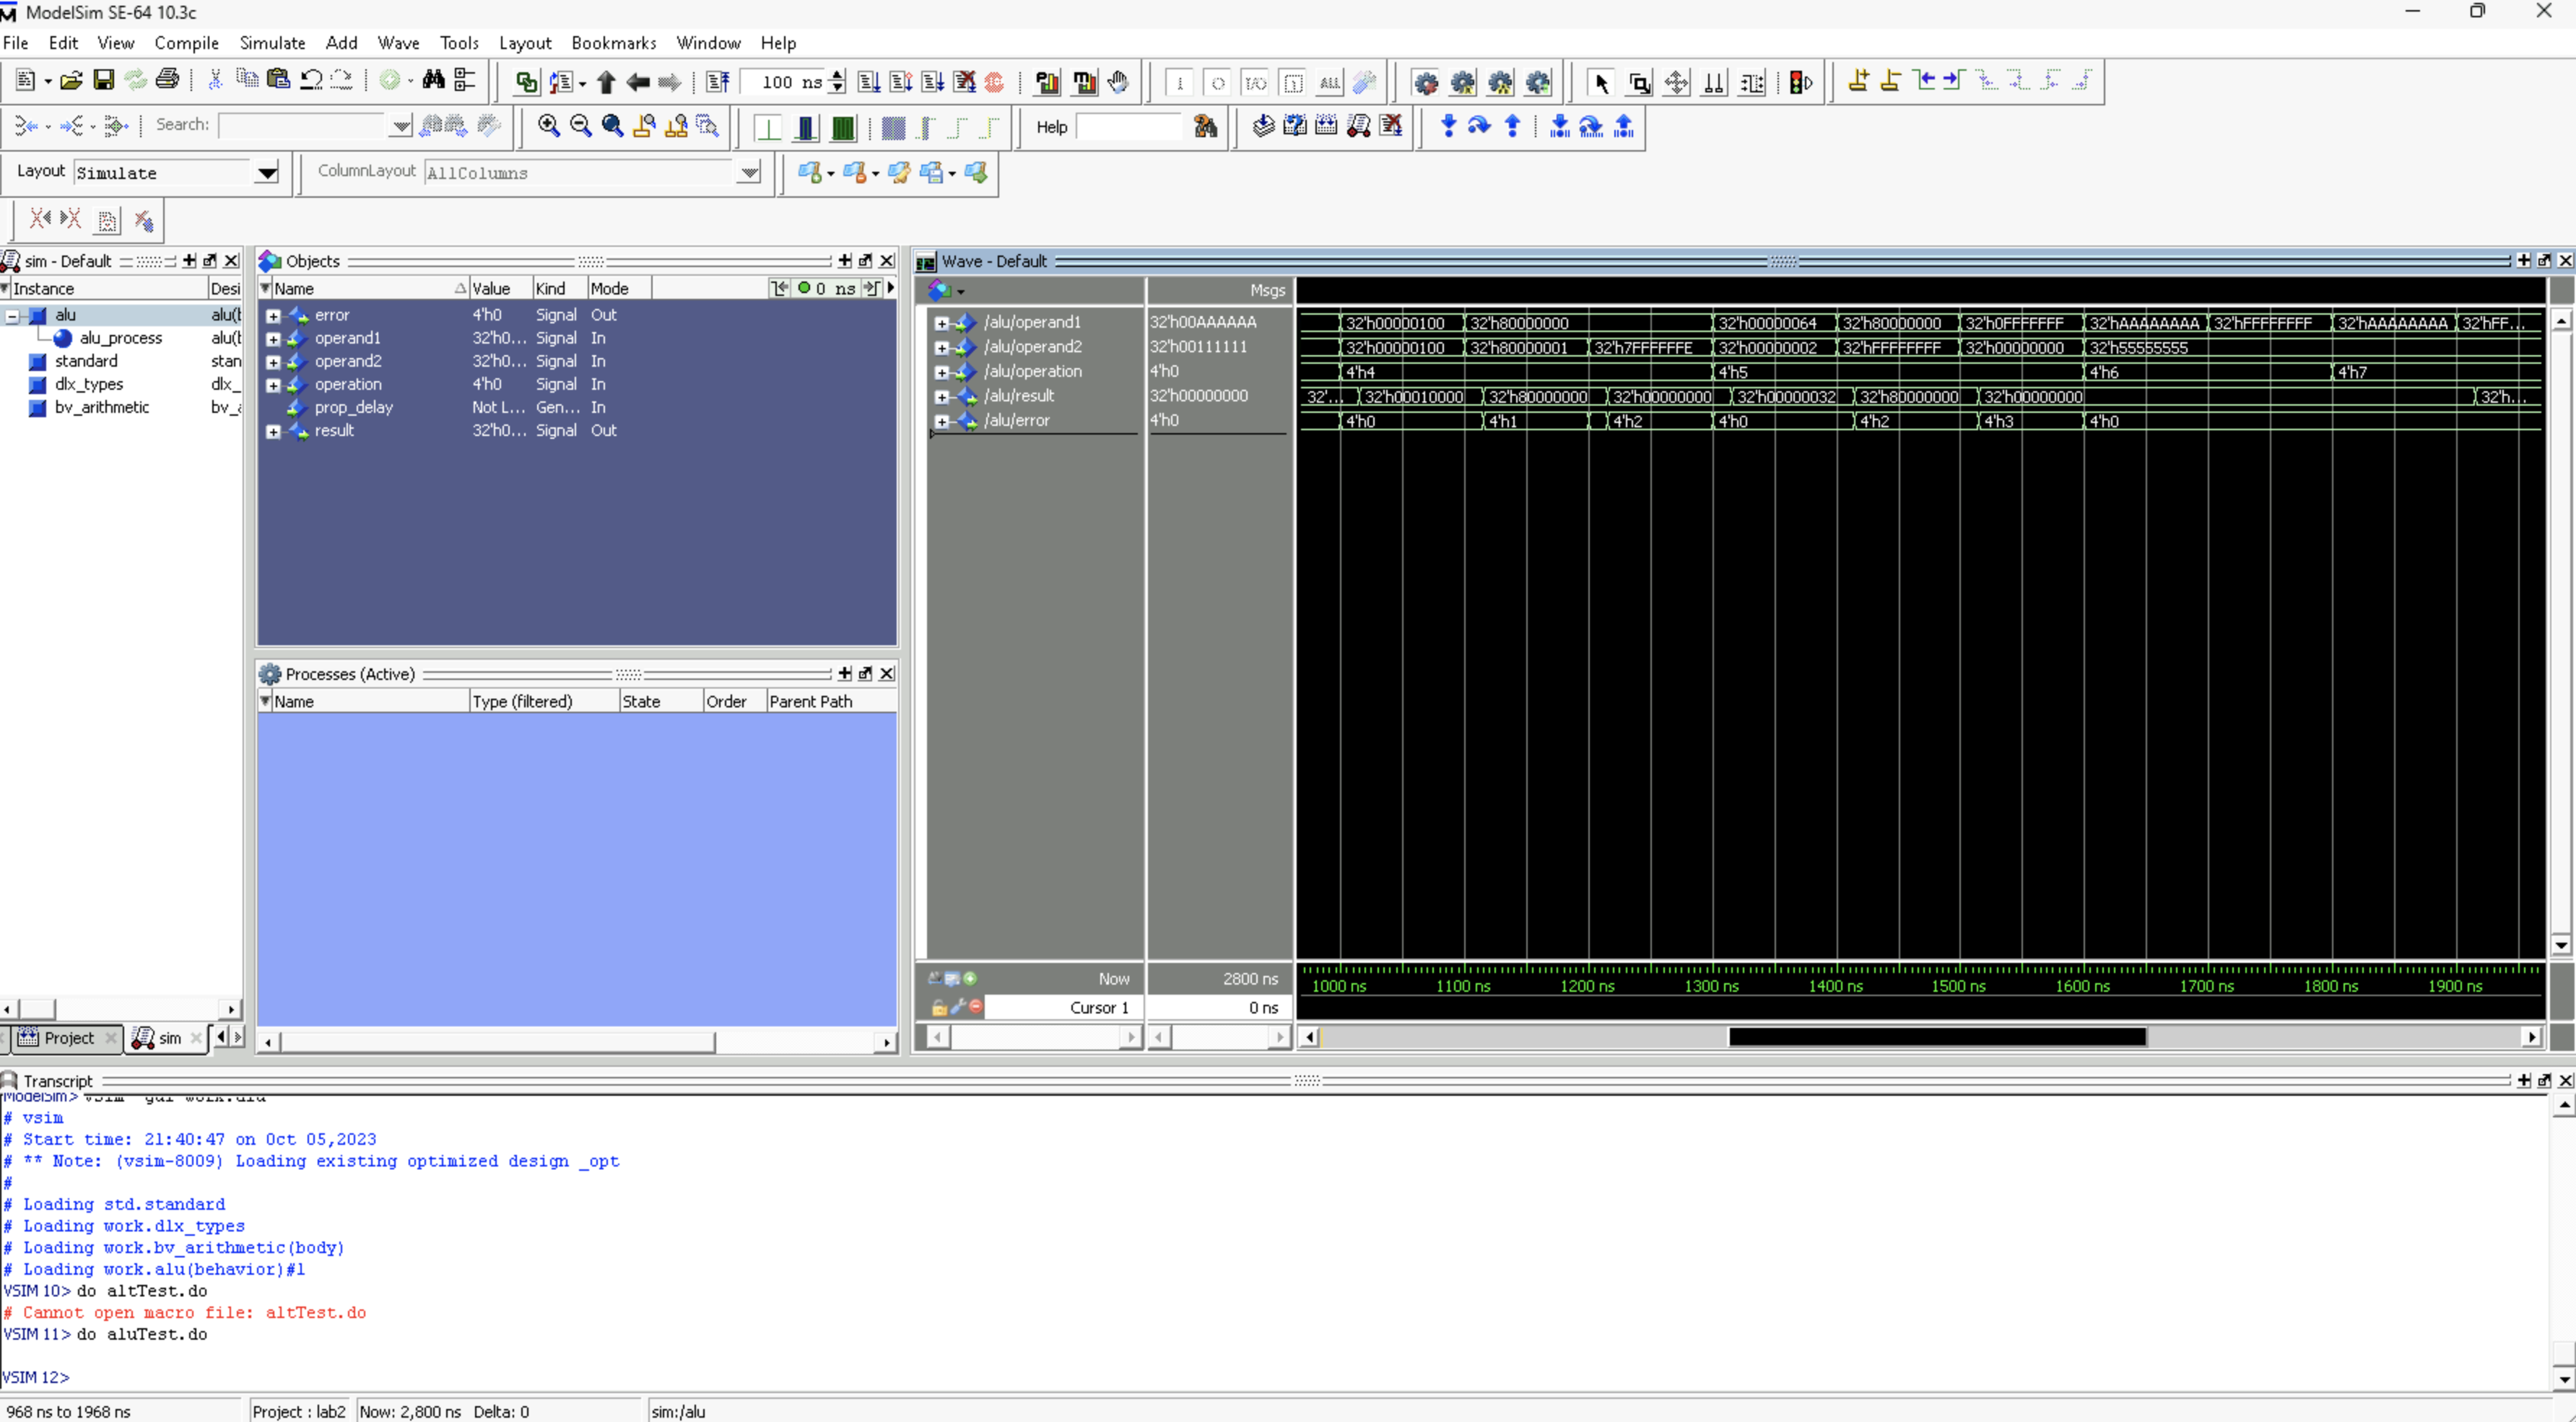 ModelSim SE-64 10.3c
File Edit View Compile Simulate Add Wave Tools Layout Bookmarks Window Help
100 ns
Search:
Help
Layout Simulate ColumnLayout AllColumns
sim - Default
Instance Desi
alu alu(b
alu_process alu(b
standard stan
dlx_types dlx_
bv_arithmetic bv_a
Project sim
Objects
Name Value Kind Mode 0 ns
error 4'h0 Signal Out
operand1 32'h0... Signal In
operand2 32'h0... Signal In
operation 4'h0 Signal In
prop_delay Not L... Gen... In
result 32'h0... Signal Out
Processes (Active)
Name Type (filtered) State Order Parent Path
Wave - Default
Msgs
/alu/operand1 32'h00AAAAAA 32'h00000100 32'h80000000 32'h00000064 32'h80000000 32'h0FFFFFFF 32'hAAAAAAAA 32'hFFFFFFFF 32'hAAAAAAAA 32'hFF...
/alu/operand2 32'h00111111 32'h00000100 32'h80000001 32'h7FFFFFFE 32'h00000002 32'hFFFFFFFF 32'h00000000 32'h55555555
/alu/operation 4'h0 4'h4 4'h5 4'h6 4'h7
/alu/result 32'h00000000 32'... 32'h00010000 32'h80000000 32'h00000000 32'h00000032 32'h80000000 32'h00000000 32'h...
/alu/error 4'h0 4'h0 4'h1 4'h2 4'h0 4'h2 4'h3 4'h0
Now 2800 ns
1000 ns 1100 ns 1200 ns 1300 ns 1400 ns 1500 ns 1600 ns 1700 ns 1800 ns 1900 ns
Cursor 1 0 ns
Transcript
ModelSim> vsim -gui work.alu
# vsim
# Start time: 21:40:47 on Oct 05,2023
# ** Note: (vsim-8009) Loading existing optimized design _opt
#
# Loading std.standard
# Loading work.dlx_types
# Loading work.bv_arithmetic(body)
# Loading work.alu(behavior)#1
VSIM 10> do altTest.do
# Cannot open macro file: altTest.do
VSIM 11> do aluTest.do
VSIM 12>
968 ns to 1968 ns Project : lab2 Now: 2,800 ns Delta: 0 sim:/alu